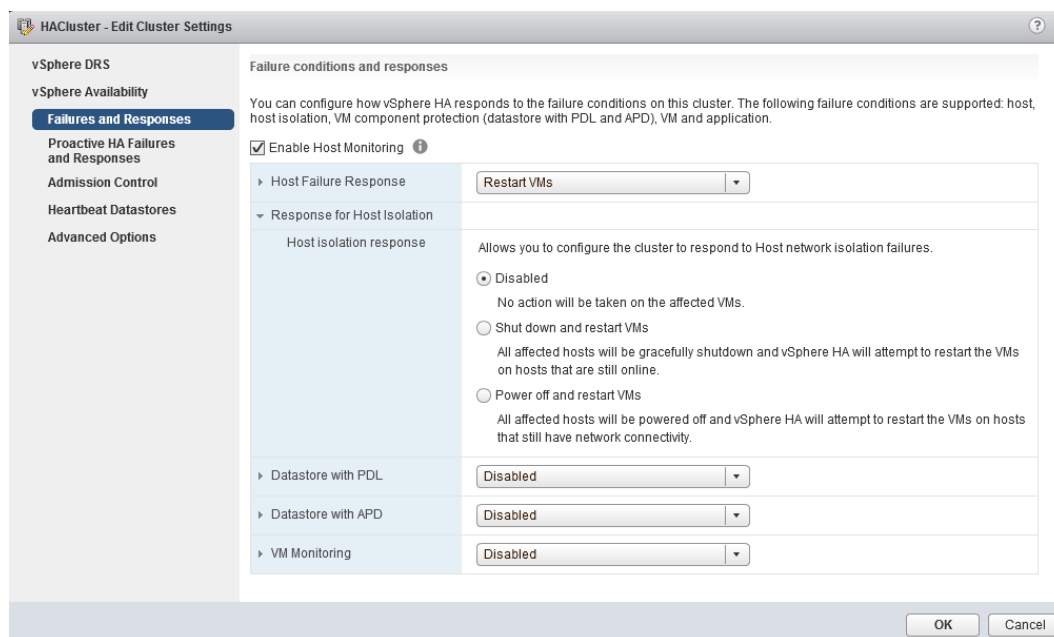 HACluster - Edit Cluster Settings
?
vSphere DRS
vSphere Availability
Failures and Responses
Proactive HA Failures
and Responses
Admission Control
Heartbeat Datastores
Advanced Options
Failure conditions and responses
You can configure how vSphere HA responds to the failure conditions on this cluster. The following failure conditions are supported: host,
host isolation, VM component protection (datastore with PDL and APD), VM and application.
Enable Host Monitoring i
Host Failure Response
Restart VMs
Response for Host Isolation
Host isolation response
Allows you to configure the cluster to respond to Host network isolation failures.
Disabled
No action will be taken on the affected VMs.
Shut down and restart VMs
All affected hosts will be gracefully shutdown and vSphere HA will attempt to restart the VMs
on hosts that are still online.
Power off and restart VMs
All affected hosts will be powered off and vSphere HA will attempt to restart the VMs on hosts
that still have network connectivity.
Datastore with PDL
Disabled
Datastore with APD
Disabled
VM Monitoring
Disabled
OK
Cancel